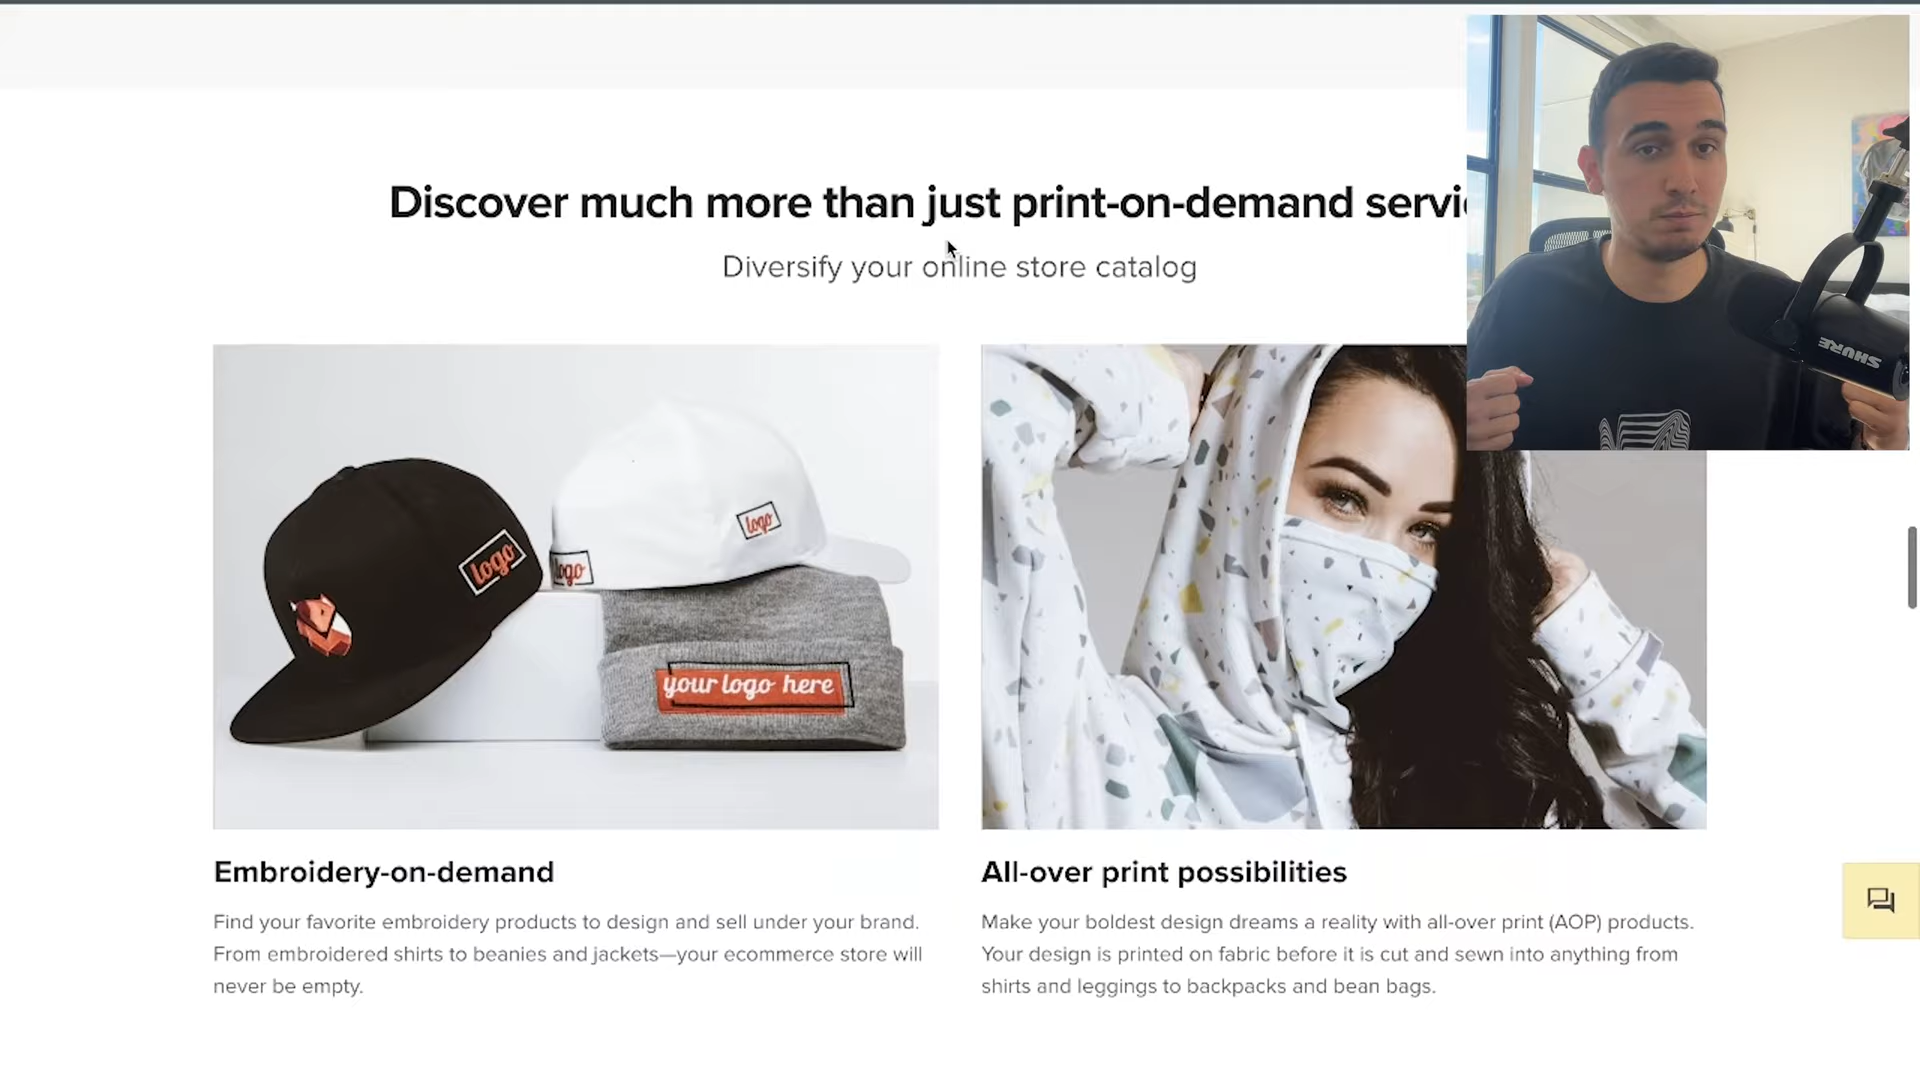 Discover much more than just print-on-demand
Diversify your online store catalog
SHURE
logo
logo
logo
your logo here
Embroidery-on-demand
Find your favorite embroidery products to design and sell under your brand.
From embroidered shirts to beanies and jackets—your ecommerce store will
never be empty.
All-over print possibilities
Make your boldest design dreams a reality with all-over print (AOP) products.
Your design is printed on fabric before it is cut and sewn into anything from
shirts and leggings to backpacks and bean bags.